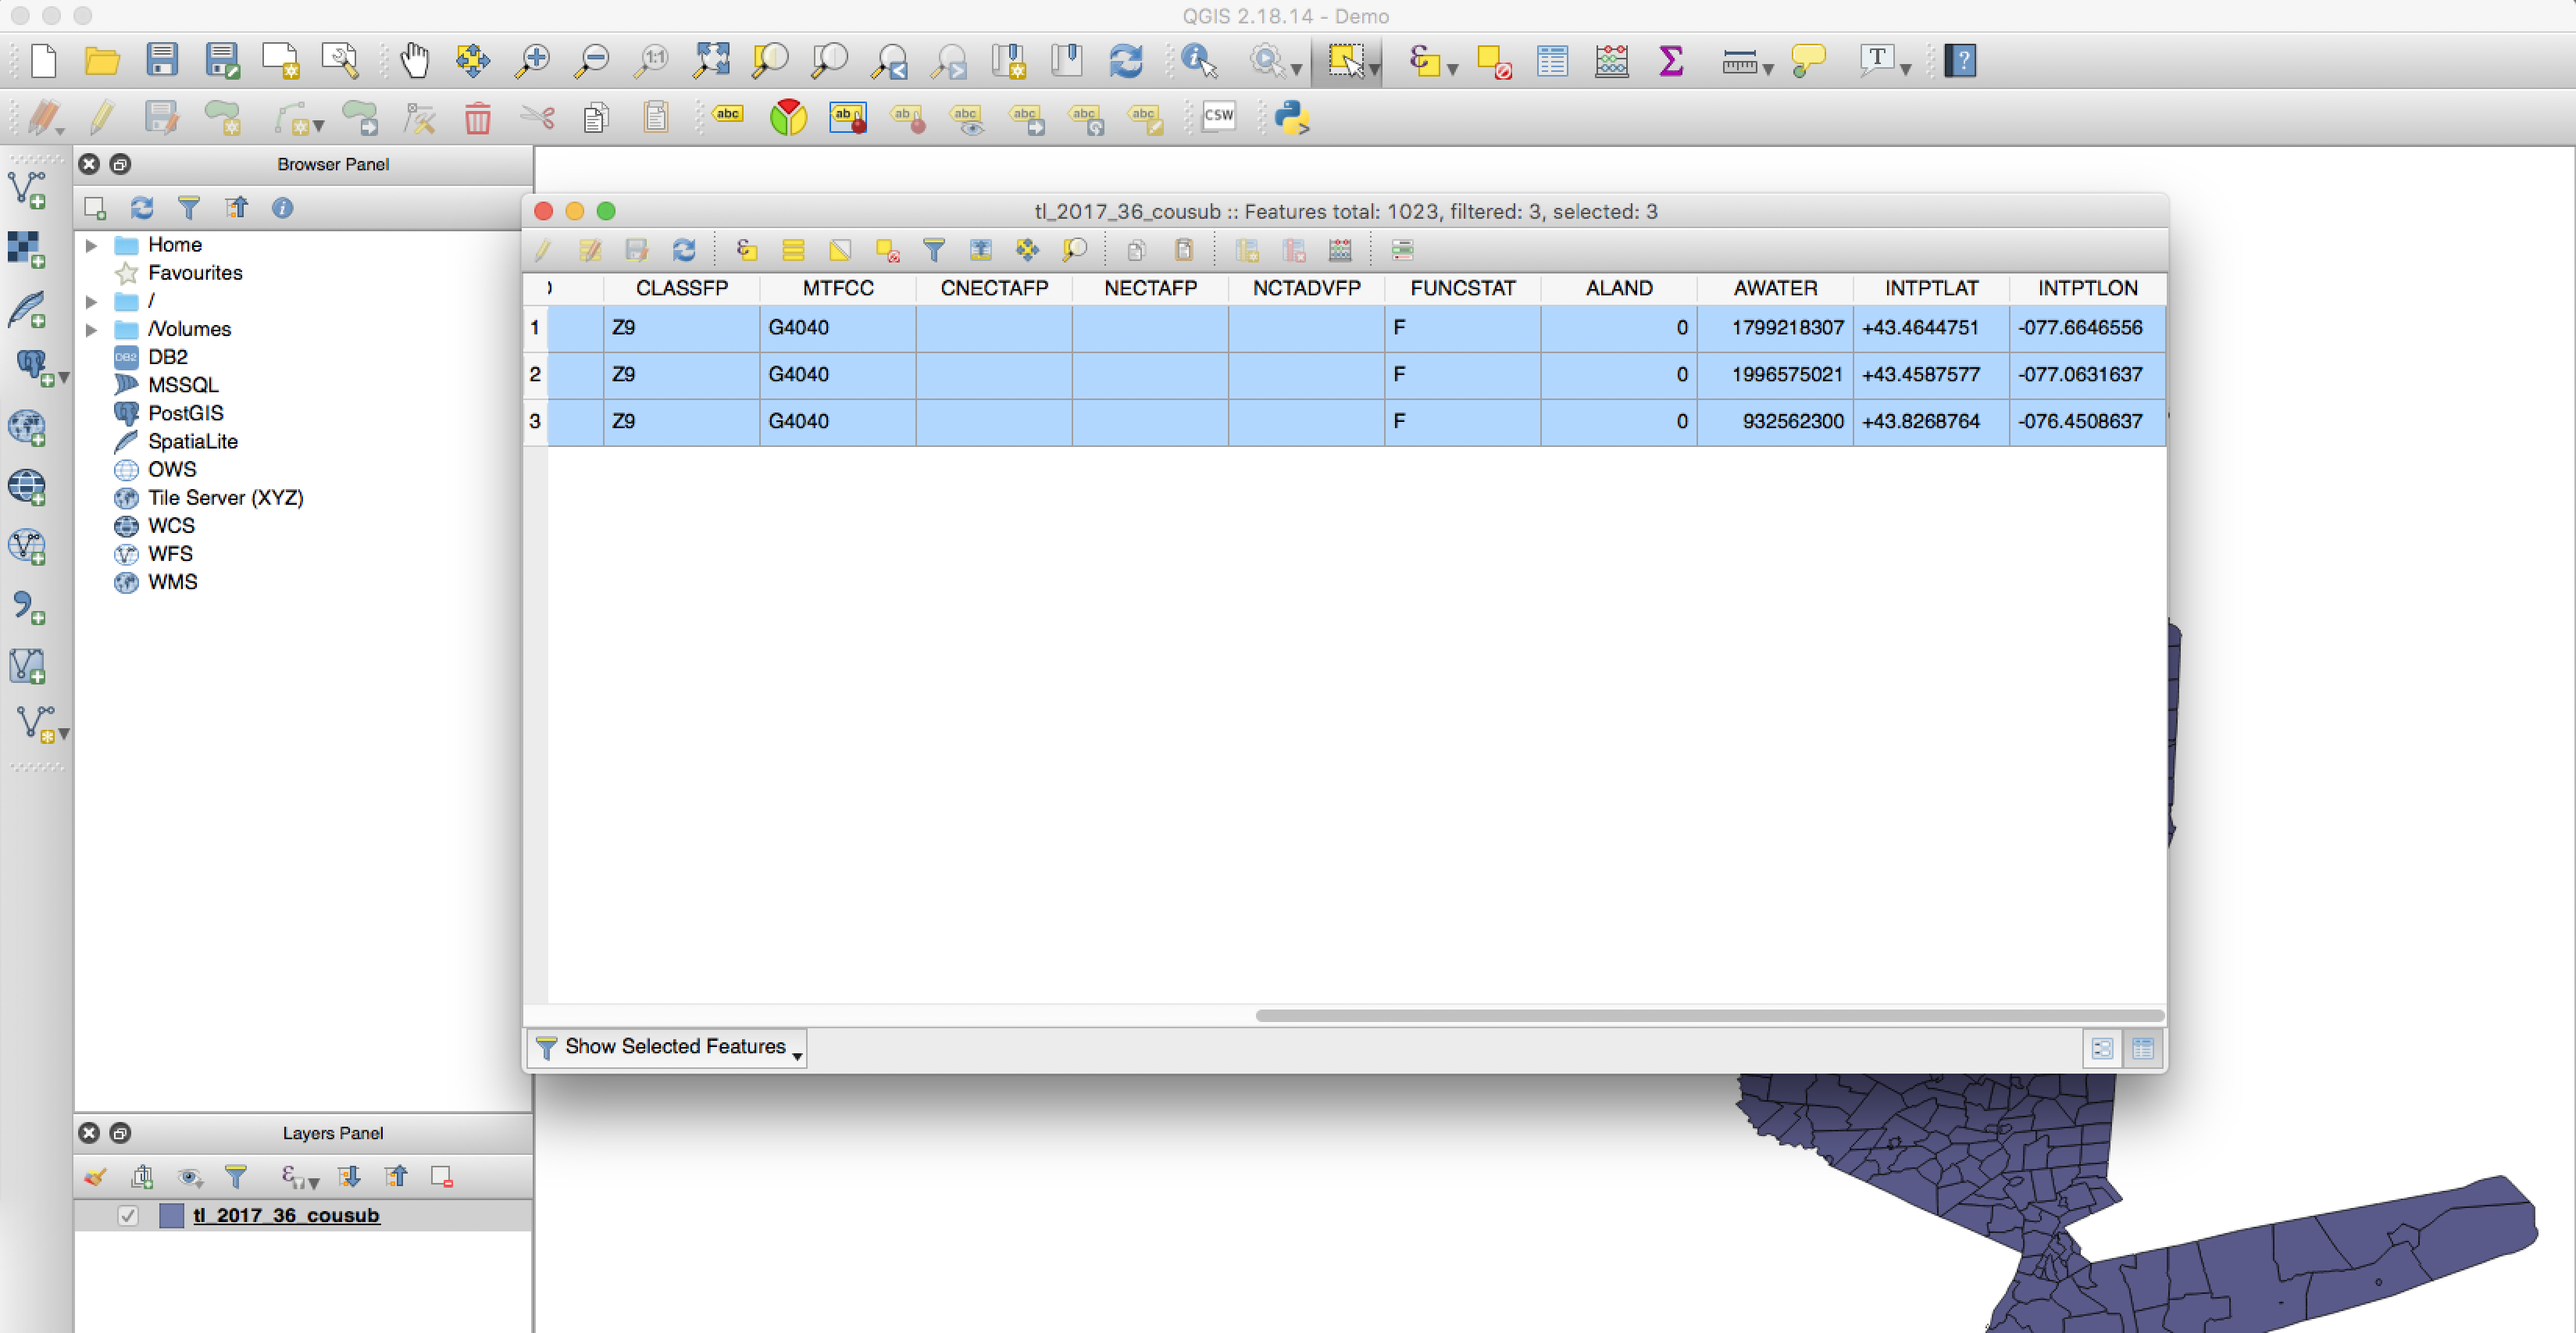 QGIS 2.18.14 - Demo
1:1
T
?
abc
ab
ab
abc
abc
abc
abc
CSW
Browser Panel
Home
Favourites
/
/Volumes
DB2 DB2
MSSQL
PostGIS
SpatiaLite
OWS
Tile Server (XYZ)
WCS
WFS
WMS
tl_2017_36_cousub :: Features total: 1023, filtered: 3, selected: 3
CLASSFP MTFCC CNECTAFP NECTAFP NCTADVFP FUNCSTAT ALAND AWATER INTPTLAT INTPTLON
1 Z9 G4040 F 0 1799218307 +43.4644751 -077.6646556
2 Z9 G4040 F 0 1996575021 +43.4587577 -077.0631637
3 Z9 G4040 F 0 932562300 +43.8268764 -076.4508637
Show Selected Features
Layers Panel
tl_2017_36_cousub